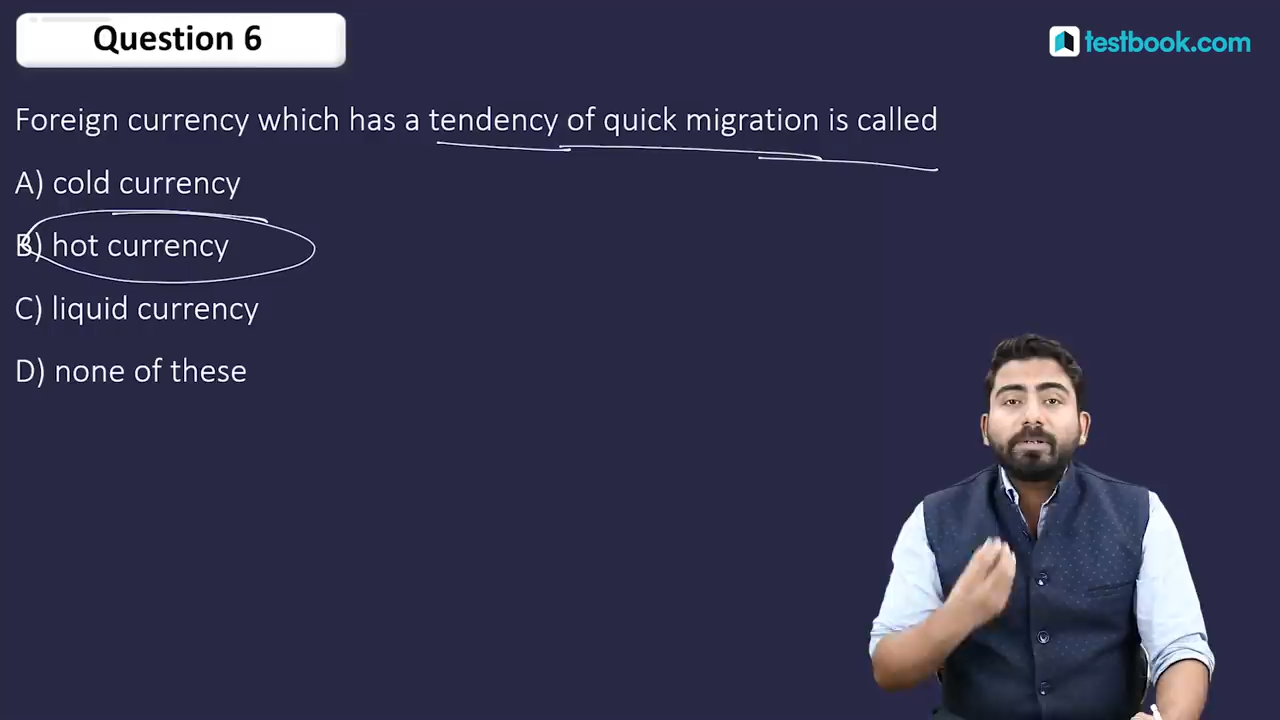 Question 6
testbook.com
Foreign currency which has a tendency of quick migration is called
A) cold currency
B) hot currency
C) liquid currency
D) none of these